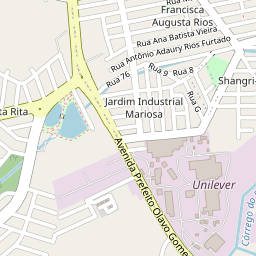 Francisca
Augusta Rios
Rua Ana Batista Vieira
Rua Antônio Adaury Rios Furtado
Rua 76
Rua 9
Rua 8
Shangri-
Rua G
Jardim Industrial
Mariosa
ta Rita
Avenida Prefeito Olavo Gome
Unilever
Córrego do